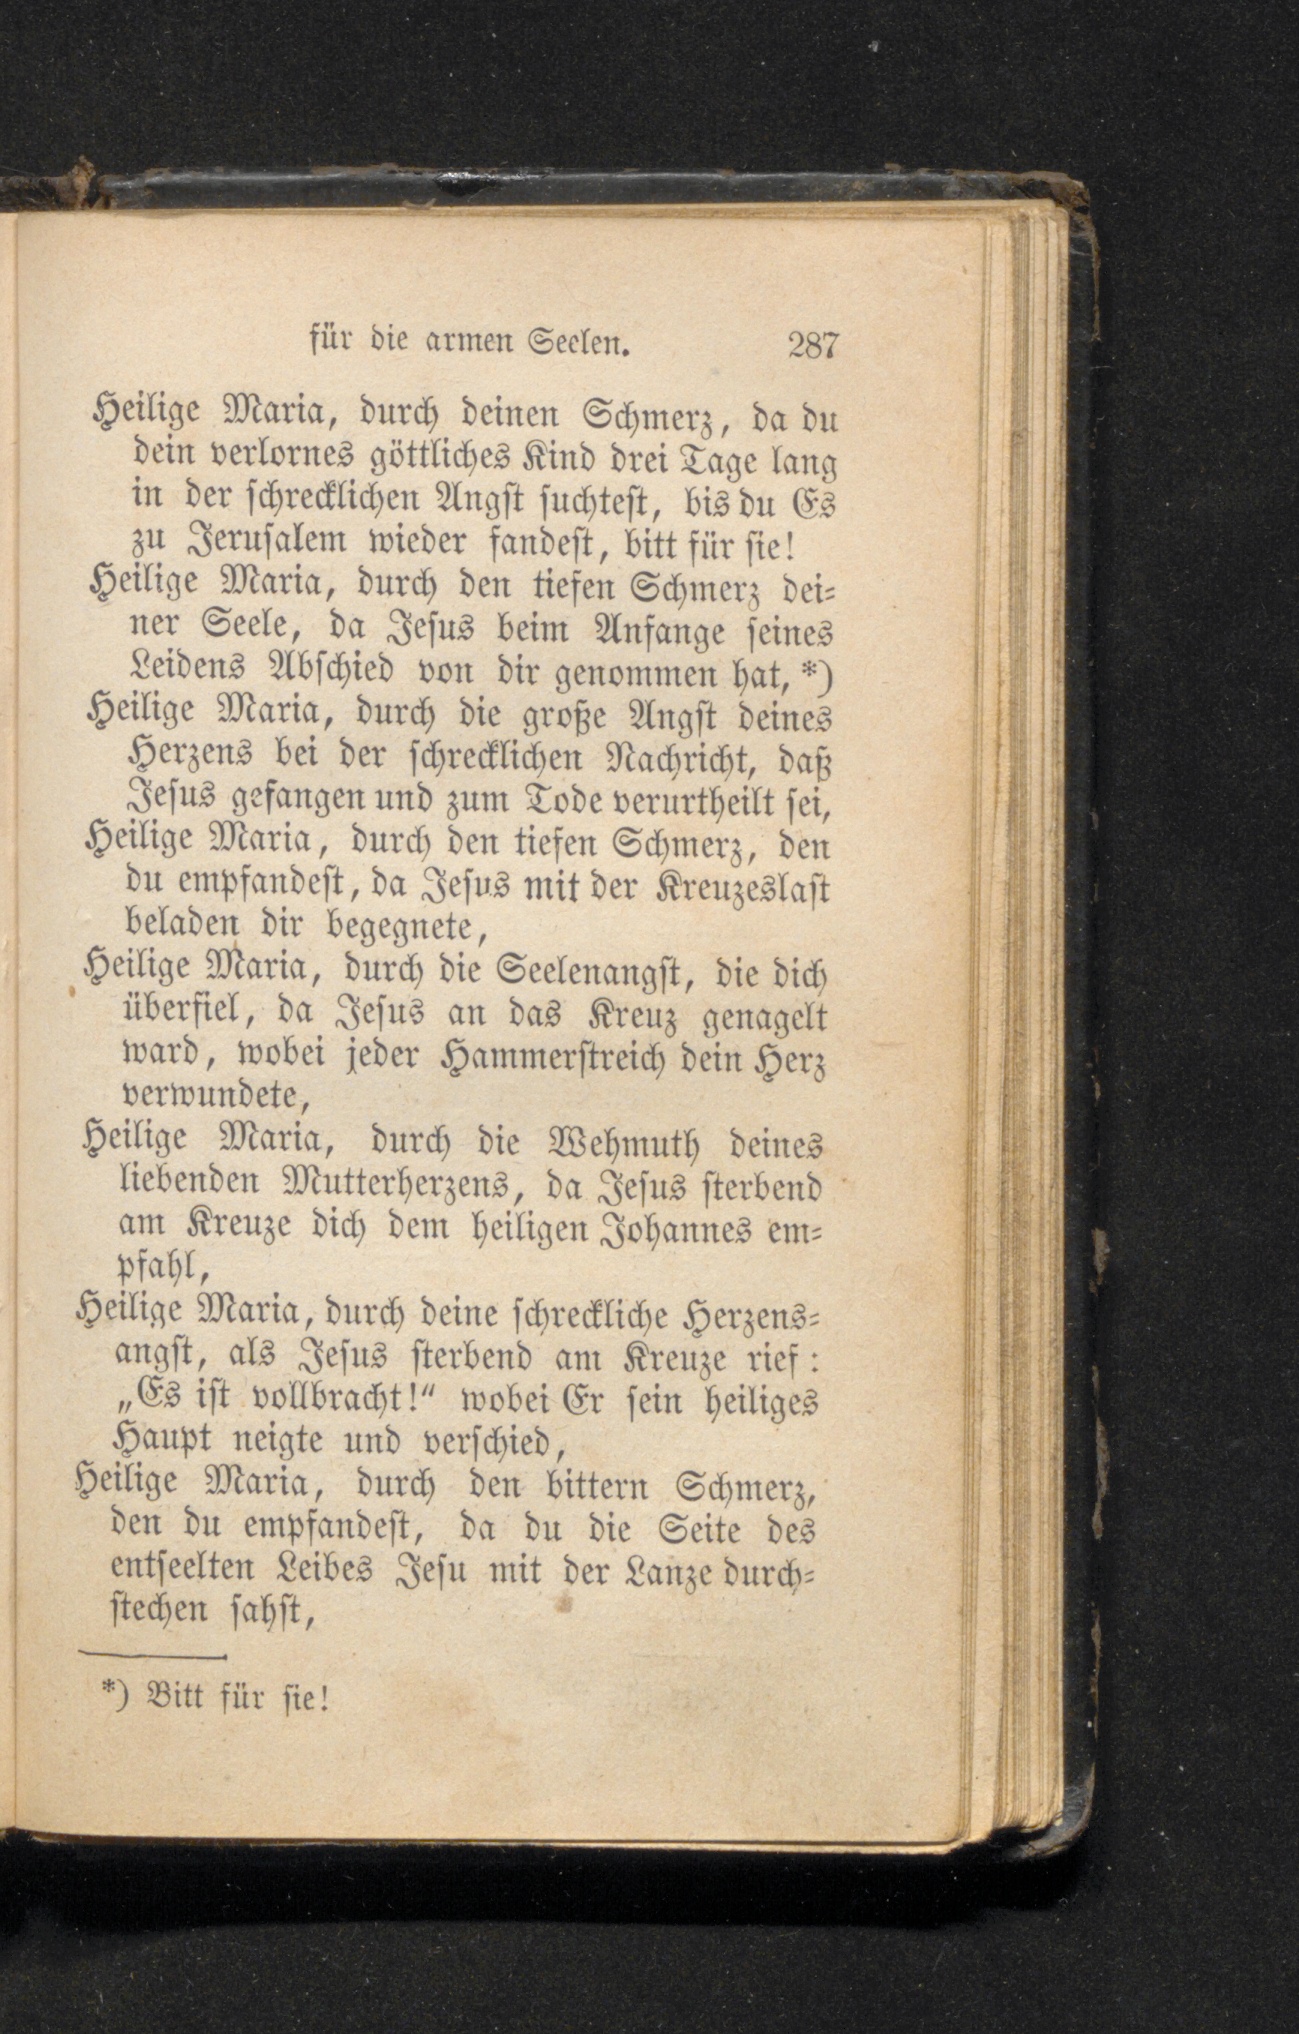 für die armen Seelen. 287
Heilige Maria, durch deinen Schmerz, da du
dein verlornes göttliches Kind drei Tage lang
in der schrecklichen Angst suchtest, bis du Es
zu Jerusalem wieder fandest, bitt für sie!
Heilige Maria, durch den tiefen Schmerz dei-
ner Seele, da Jesus beim Anfange seines
Leidens Abschied von dir genommen hat, *)
Heilige Maria, durch die große Angst deines
Herzens bei der schrecklichen Nachricht, daß
Jesus gefangen und zum Tode verurtheilt sei,
Heilige Maria, durch den tiefen Schmerz, den
du empfandest, da Jesus mit der Kreuzeslast
beladen dir begegnete,
Heilige Maria, durch die Seelenangst, die dich
überfiel, da Jesus an das Kreuz genagelt
ward, wobei jeder Hammerstreich dein Herz
verwundete,
Heilige Maria, durch die Wehmuth deines
liebenden Mutterherzens, da Jesus sterbend
am Kreuze dich dem heiligen Johannes em-
pfahl,
Heilige Maria, durch deine schreckliche Herzens-
angst, als Jesus sterbend am Kreuze rief:
„Es ist vollbracht!“ wobei Er sein heiliges
Haupt neigte und verschied,
Heilige Maria, durch den bittern Schmerz,
den du empfandest, da du die Seite des
entseelten Leibes Jesu mit der Lanze durch-
stechen sahst,
*) Bitt für sie!